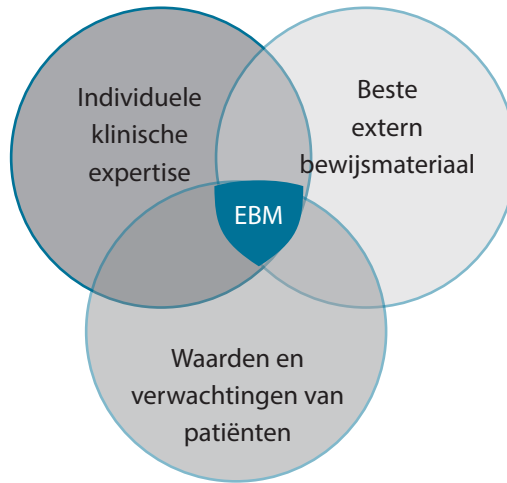 Individuele
klinische
expertise
Beste
extern
bewijsmateriaal
EBM
Waarden en
verwachtingen van
patiënten